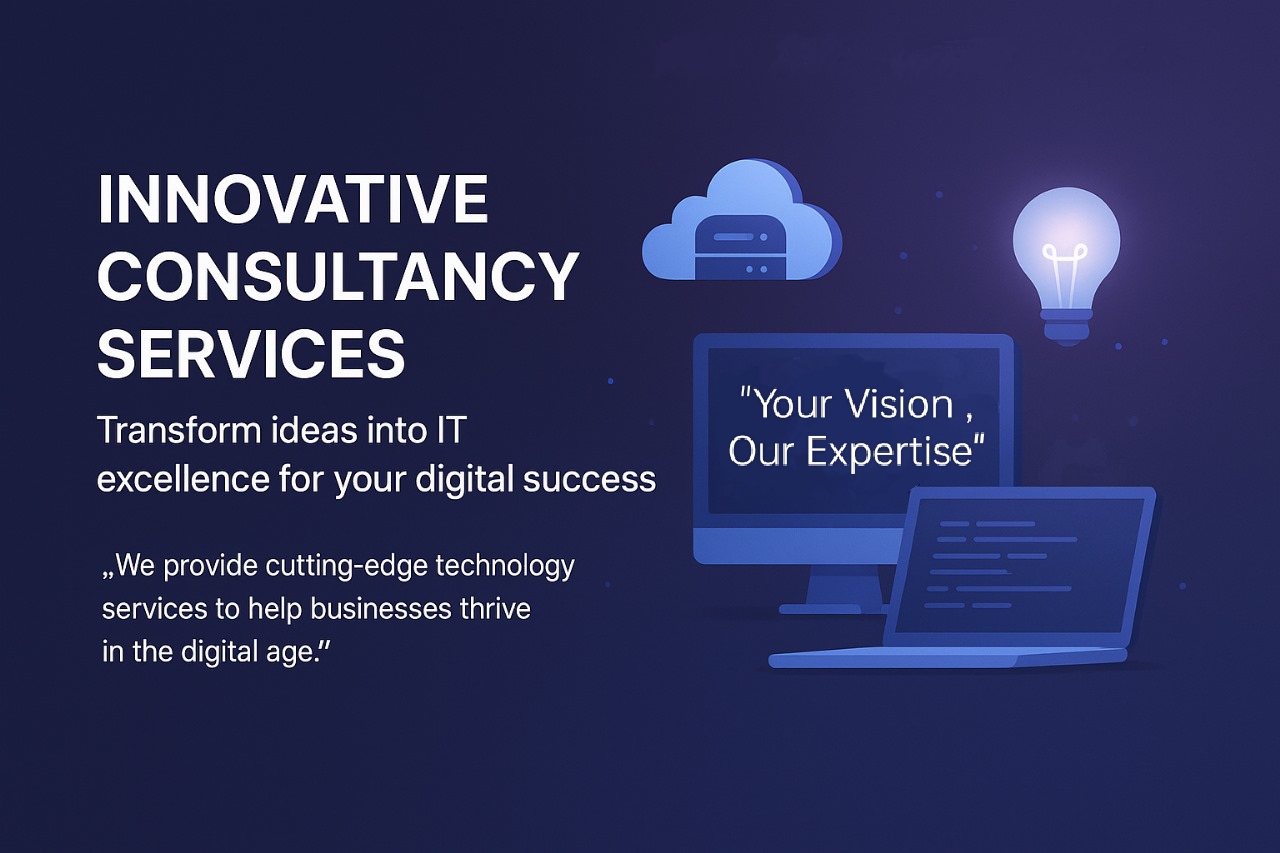 INNOVATIVE
CONSULTANCY
SERVICES
Transform ideas into IT
excellence for your digital success
„We provide cutting-edge technology
services to help businesses thrive
in the digital age.”
"Your Vision ,
Our Expertise"